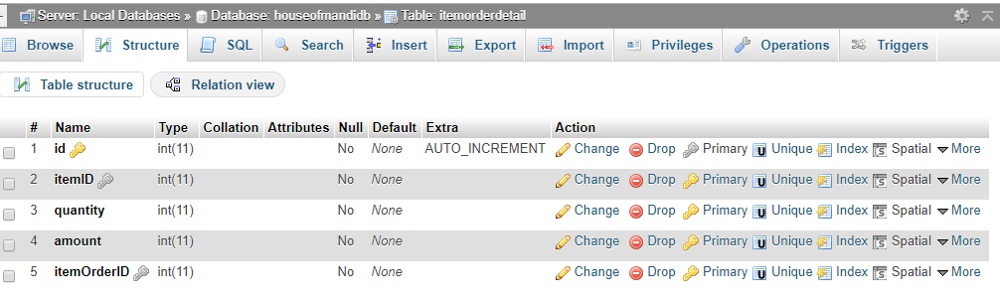 Server: Local Databases » Database: houseofmandidb » Table: itemorderdetail
Browse Structure SQL Search Insert Export Import Privileges Operations Triggers
Table structure Relation view
# Name Type Collation Attributes Null Default Extra Action
1 id int(11) No None AUTO_INCREMENT Change Drop Primary Unique Index Spatial More
2 itemID int(11) No None Change Drop Primary Unique Index Spatial More
3 quantity int(11) No None Change Drop Primary Unique Index Spatial More
4 amount int(11) No None Change Drop Primary Unique Index Spatial More
5 itemOrderID int(11) No None Change Drop Primary Unique Index Spatial More